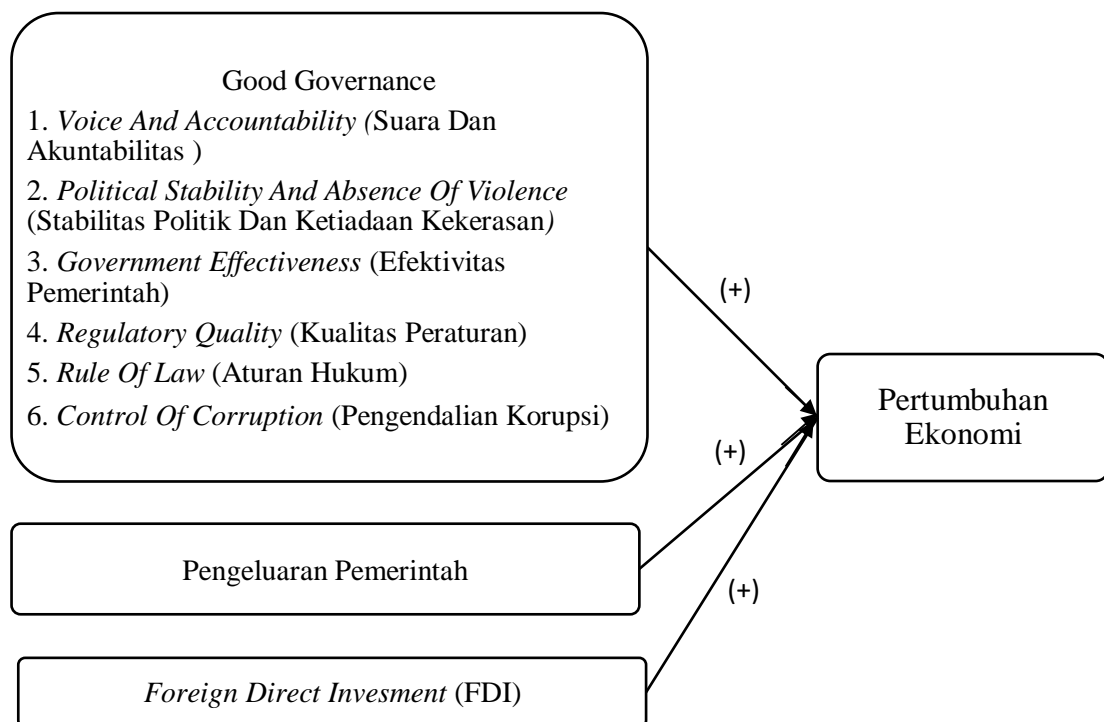 Good Governance
1. Voice And Accountability (Suara Dan
Akuntabilitas )
2. Political Stability And Absence Of Violence
(Stabilitas Politik Dan Ketiadaan Kekerasan)
3. Government Effectiveness (Efektivitas
Pemerintah)
4. Regulatory Quality (Kualitas Peraturan)
5. Rule Of Law (Aturan Hukum)
6. Control Of Corruption (Pengendalian Korupsi)
(+)
Pertumbuhan
Ekonomi
(+)
Pengeluaran Pemerintah
(+)
Foreign Direct Invesment (FDI)